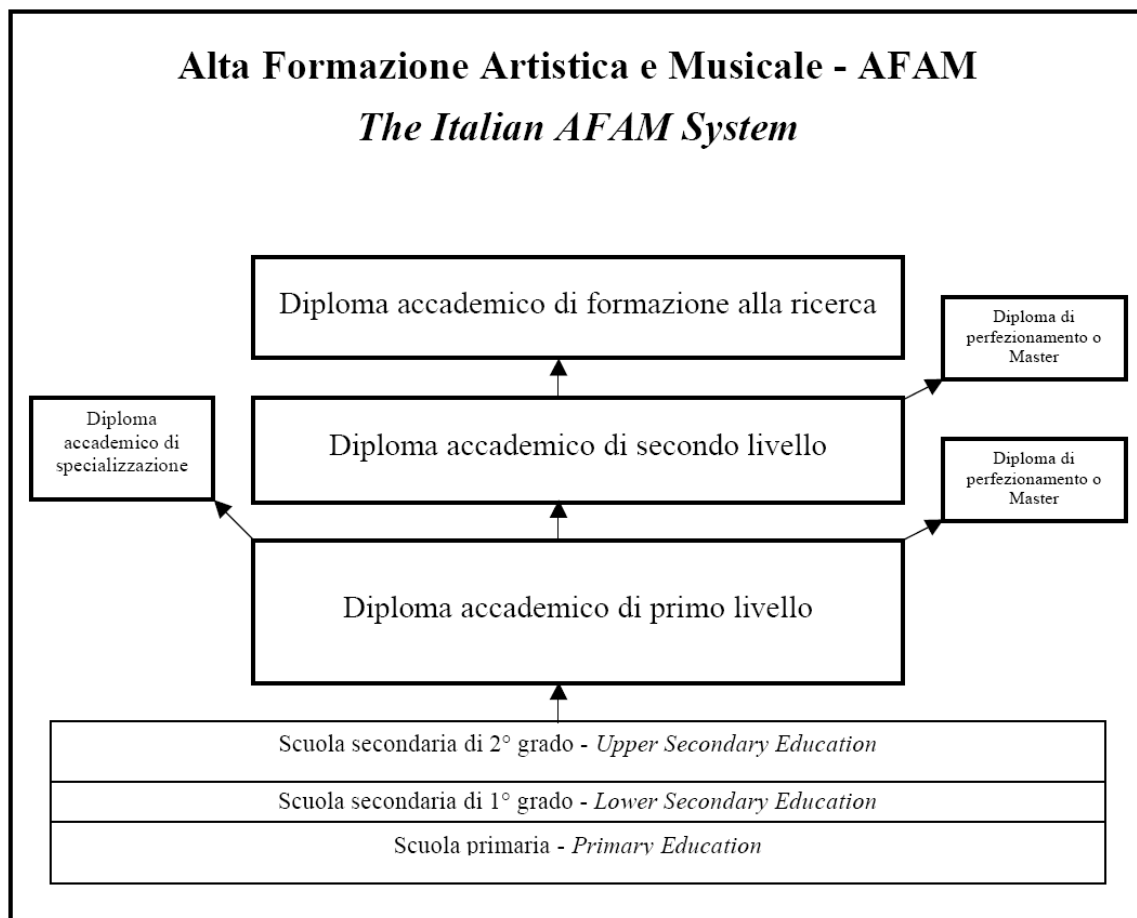 Alta Formazione Artistica e Musicale - AFAM
The Italian AFAM System
Diploma accademico di formazione alla ricerca
Diploma di
perfezionamento o
Master
Diploma
accademico di
specializzazione
Diploma accademico di secondo livello
Diploma di
perfezionamento o
Master
Diploma accademico di primo livello
Scuola secondaria di 2° grado - Upper Secondary Education
Scuola secondaria di 1° grado - Lower Secondary Education
Scuola primaria - Primary Education